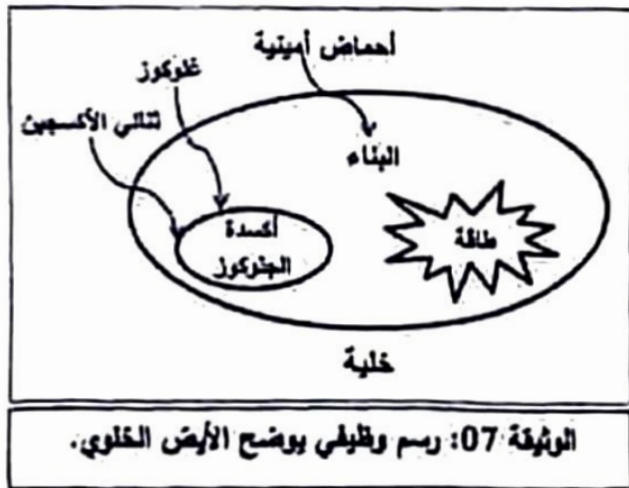 أحماض أمينية
غلوكوز
ثنائي الأكسجين
البناء
أكسدة
الجلوكوز
طاقة
خلية
الوثيقة 07: رسم وظيفي يوضح الأيض الخلوي.